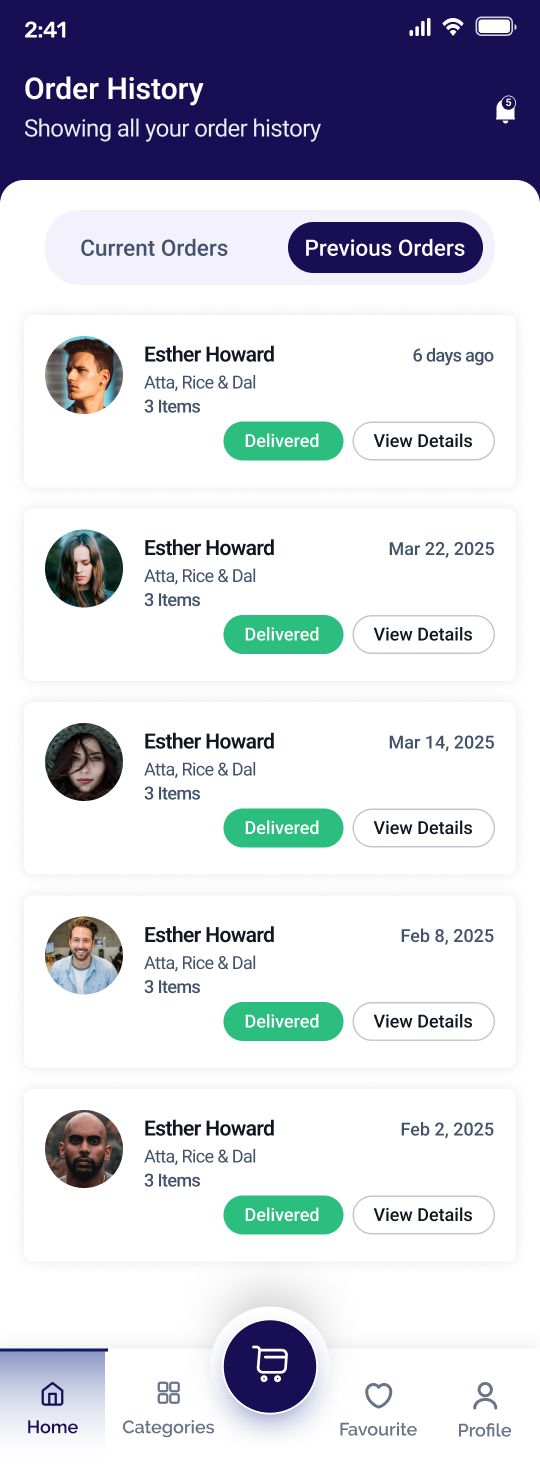 2:41
Order History
Showing all your order history
5
Current Orders
Previous Orders
Esther Howard
6 days ago
Atta, Rice & Dal
3 Items
Delivered
View Details
Esther Howard
Mar 22, 2025
Atta, Rice & Dal
3 Items
Delivered
View Details
Esther Howard
Mar 14, 2025
Atta, Rice & Dal
3 Items
Delivered
View Details
Esther Howard
Feb 8, 2025
Atta, Rice & Dal
3 Items
Delivered
View Details
Esther Howard
Feb 2, 2025
Atta, Rice & Dal
3 Items
Delivered
View Details
Home
Categories
Favourite
Profile